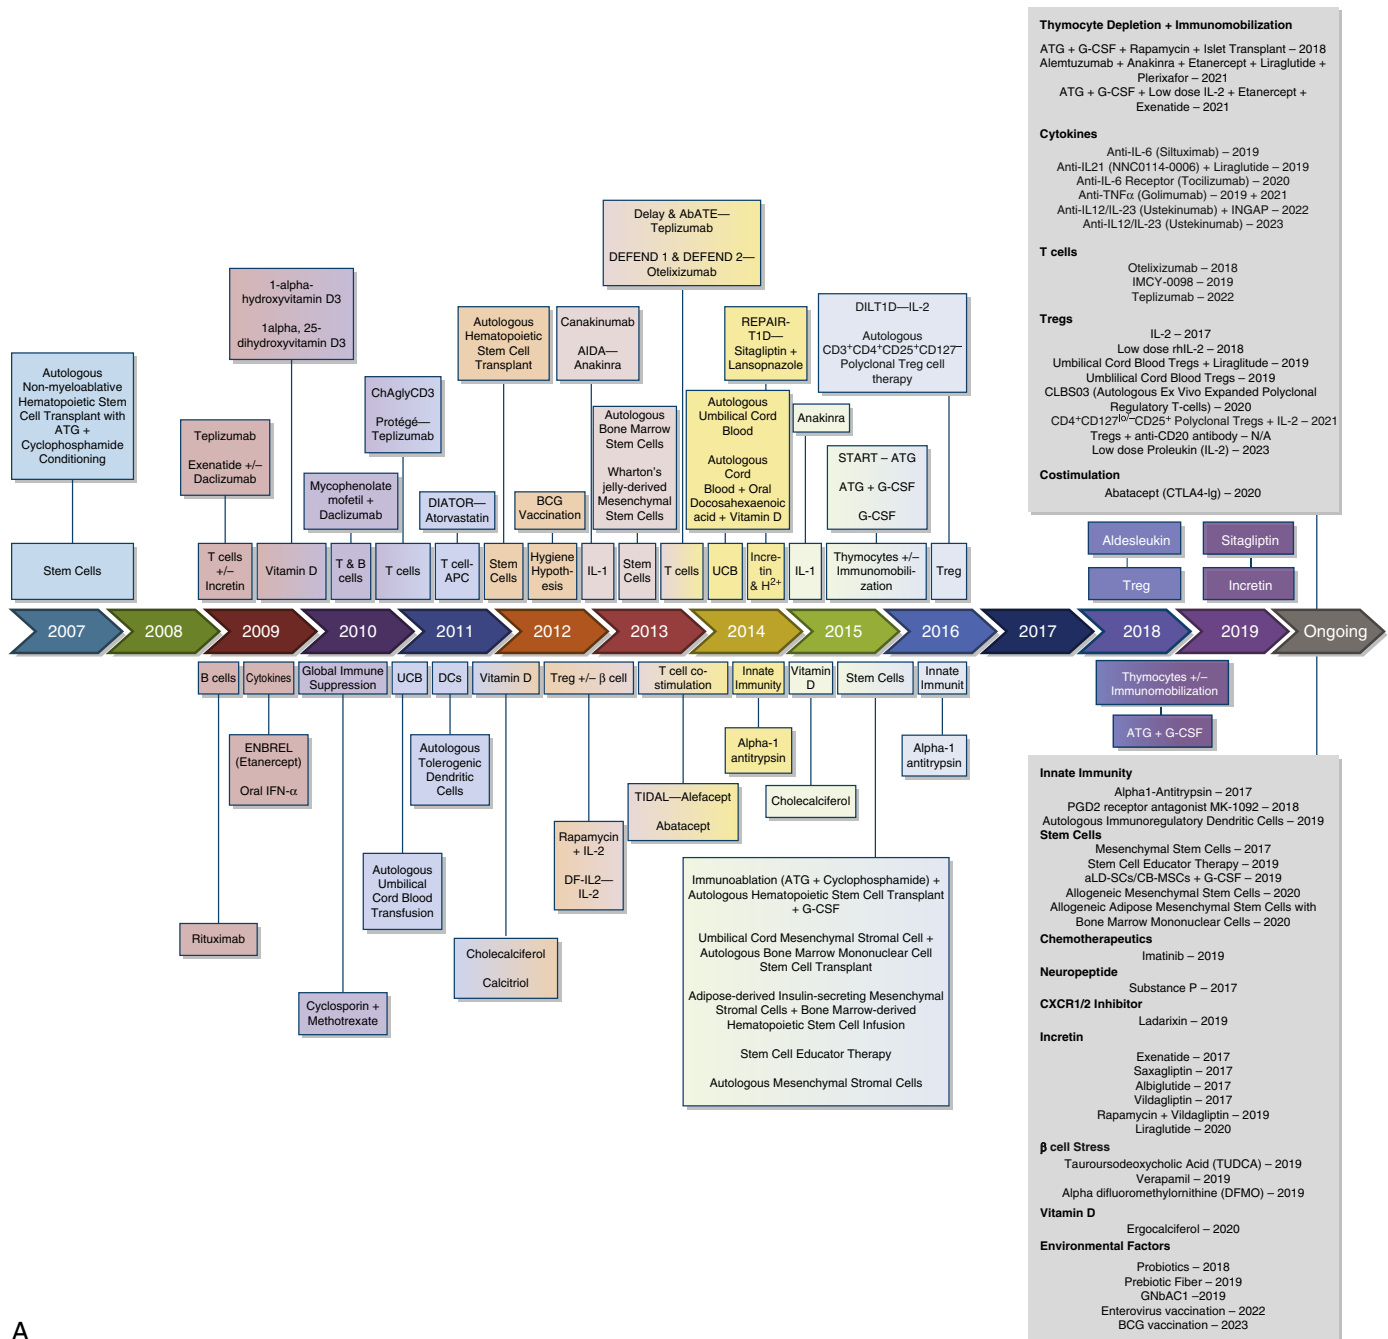 Thymocyte Depletion + Immunomobilization
ATG + G-CSF + Rapamycin + Islet Transplant – 2018
Alemtuzumab + Anakinra + Etanercept + Liraglutide +
Plerixafor – 2021
ATG + G-CSF + Low dose IL-2 + Etanercept +
Exenatide – 2021
Cytokines
Anti-IL-6 (Siltuximab) – 2019
Anti-IL21 (NNC0114-0006) + Liraglutide – 2019
Anti-IL-6 Receptor (Tocilizumab) – 2020
Anti-TNFα (Golimumab) – 2019 + 2021
Anti-IL12/IL-23 (Ustekinumab) + INGAP – 2022
Anti-IL12/IL-23 (Ustekinumab) – 2023
T cells
Otelixizumab – 2018
IMCY-0098 – 2019
Teplizumab – 2022
Tregs
IL-2 – 2017
Low dose rhIL-2 – 2018
Umbilical Cord Blood Tregs + Liraglitude – 2019
Umblilical Cord Blood Tregs – 2019
CLBS03 (Autologous Ex Vivo Expanded Polyclonal
Regulatory T-cells) – 2020
CD4+CD127lo/–CD25+ Polyclonal Tregs + IL-2 – 2021
Tregs + anti-CD20 antibody – N/A
Low dose Proleukin (IL-2) – 2023
Costimulation
Abatacept (CTLA4-Ig) – 2020
Delay & AbATE—
Teplizumab
DEFEND 1 & DEFEND 2—
Otelixizumab
1-alpha-
hydroxyvitamin D3
1alpha, 25-
dihydroxyvitamin D3
Autologous
Hematopoietic
Stem Cell
Transplant
Canakinumab
AIDA—
Anakinra
REPAIR-
T1D—
Sitagliptin +
Lansopnazole
DILT1D—IL-2
Autologous
CD3+CD4+CD25+CD127–
Polyclonal Treg cell
therapy
Autologous
Non-myeloablative
Hematopoietic Stem
Cell Transplant with
ATG +
Cyclophosphamide
Conditioning
ChAglyCD3
Protégé—
Teplizumab
Teplizumab
Exenatide +/–
Daclizumab
Mycophenolate
mofetil +
Daclizumab
DIATOR—
Atorvastatin
BCG
Vaccination
Autologous
Bone Marrow
Stem Cells
Wharton's
jelly-derived
Mesenchymal
Stem Cells
Autologous
Umbilical Cord
Blood
Autologous
Cord
Blood + Oral
Docosahexaenoic
acid + Vitamin D
Anakinra
START – ATG
ATG + G-CSF
G-CSF
Aldesleukin
Sitagliptin
Stem Cells
T cells
+/–
Incretin
Vitamin D
T & B
cells
T cells
T cell-
APC
Stem
Cells
Hygiene
Hypoth-
esis
IL-1
Stem
Cells
T cells
UCB
Incre-
tin
& H2+
IL-1
Thymocytes +/–
Immunobili-
zation
Treg
Treg
Incretin
2007
2008
2009
2010
2011
2012
2013
2014
2015
2016
2017
2018
2019
Ongoing
B cells
Cytokines
Global Immune
Suppression
UCB
DCs
Vitamin D
Treg +/– β cell
T cell co-
stimulation
Innate
Immunity
Vitamin
D
Stem Cells
Innate
Immunit
Thymocytes +/–
Immunobilization
ATG + G-CSF
ENBREL
(Etanercept)
Oral IFN-α
Autologous
Tolerogenic
Dendritic
Cells
Alpha-1
antitrypsin
Alpha-1
antitrypsin
TIDAL—Alefacept
Abatacept
Cholecalciferol
Rapamycin
+ IL-2
DF-IL2—
IL-2
Autologous
Umbilical
Cord Blood
Transfusion
Rituximab
Cholecalciferol
Calcitriol
Cyclosporin +
Methotrexate
Immunoablation (ATG + Cyclophosphamide) +
Autologous Hematopoietic Stem Cell Transplant
+ G-CSF
Umbilical Cord Mesenchymal Stromal Cell +
Autologous Bone Marrow Mononuclear Cell
Stem Cell Transplant
Adipose-derived Insulin-secreting Mesenchymal
Stromal Cells + Bone Marrow-derived
Hematopoietic Stem Cell Infusion
Stem Cell Educator Therapy
Autologous Mesenchymal Stromal Cells
Innate Immunity
Alpha1-Antitrypsin – 2017
PGD2 receptor antagonist MK-1092 – 2018
Autologous Immunoregulatory Dendritic Cells – 2019
Stem Cells
Mesenchymal Stem Cells – 2017
Stem Cell Educator Therapy – 2019
aLD-SCs/CB-MSCs + G-CSF – 2019
Allogeneic Mesenchymal Stem Cells – 2020
Allogeneic Adipose Mesenchymal Stem Cells with
Bone Marrow Mononuclear Cells – 2020
Chemotherapeutics
Imatinib – 2019
Neuropeptide
Substance P – 2017
CXCR1/2 Inhibitor
Ladarixin – 2019
Incretin
Exenatide – 2017
Saxagliptin – 2017
Albiglutide – 2017
Vildagliptin – 2017
Rapamycin + Vildagliptin – 2019
Liraglutide – 2020
β cell Stress
Tauroursodeoxycholic Acid (TUDCA) – 2019
Verapamil – 2019
Alpha difluoromethylornithine (DFMO) – 2019
Vitamin D
Ergocalciferol – 2020
Environmental Factors
Probiotics – 2018
Prebiotic Fiber – 2019
GNbAC1 –2019
Enterovirus vaccination – 2022
BCG vaccination – 2023
A